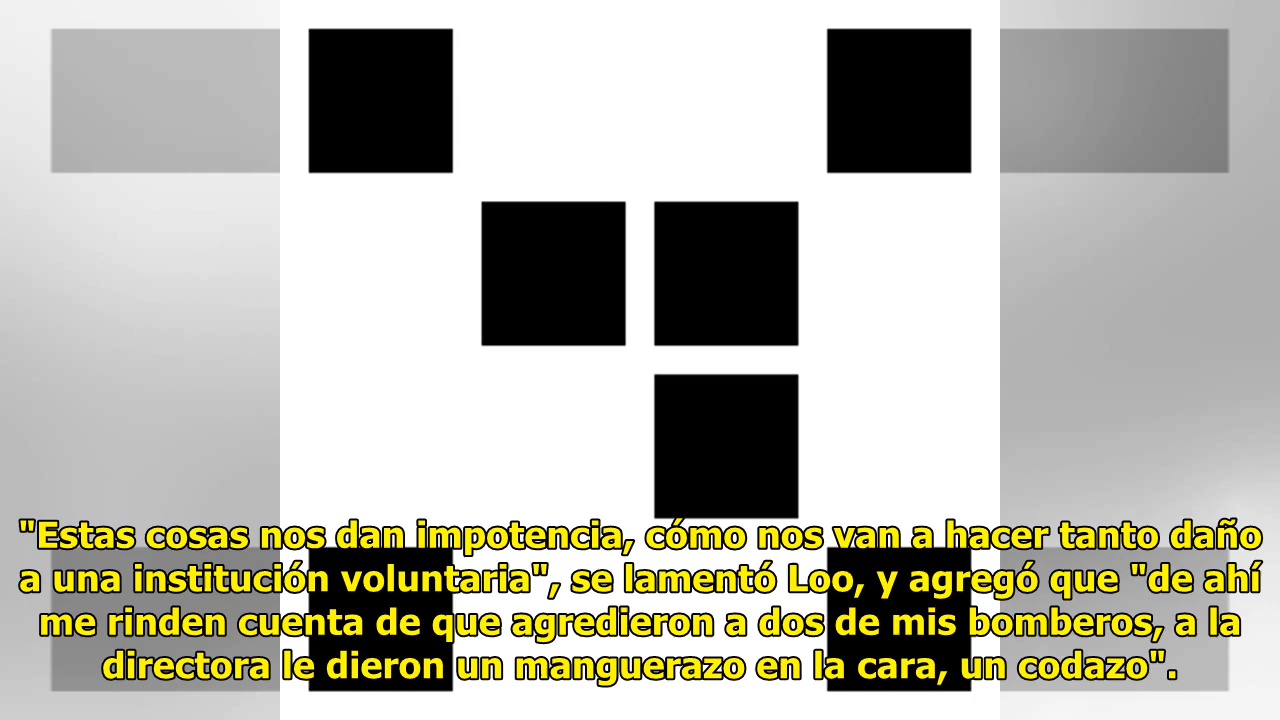 "Estas cosas nos dan impotencia, cómo nos van a hacer tanto daño
a una institución voluntaria", se lamentó Loo, y agregó que "de ahí
me rinden cuenta de que agredieron a dos de mis bomberos, a la
directora le dieron un manguerazo en la cara, un codazo".